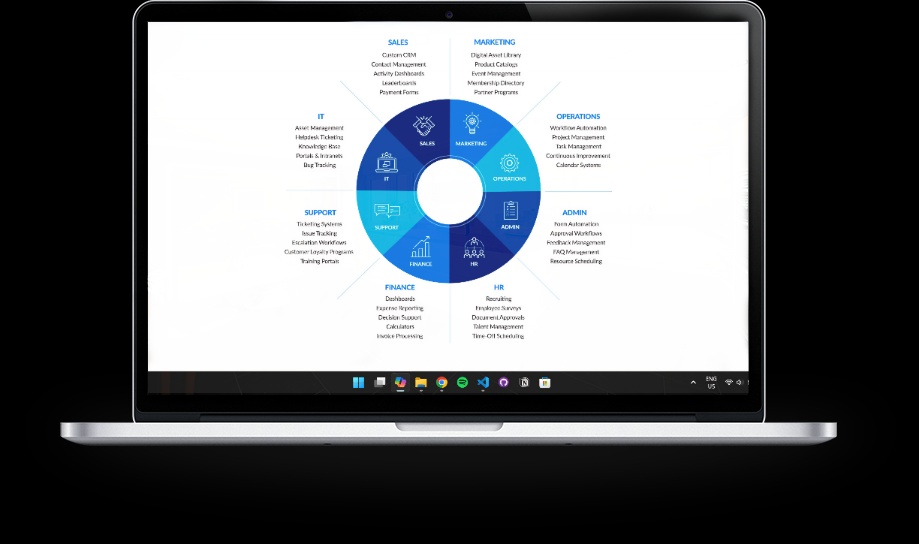 SALES
Custom CRM
Contact Management
Activity Dashboards
Leaderboards
Payment Forms
MARKETING
Digital Asset Library
Product Catalogs
Event Management
Membership Directory
Partner Programs
IT
Asset Management
Helpdesk Ticketing
Knowledge Base
Portals & Intranets
Bug Tracking
OPERATIONS
Workflow Automation
Project Management
Task Management
Continuous Improvement
Calendar Systems
SALES
MARKETING
IT
OPERATIONS
SUPPORT
ADMIN
FINANCE
HR
SUPPORT
Ticketing Systems
Issue Tracking
Escalation Workflows
Customer Loyalty Programs
Training Portals
ADMIN
Form Automation
Approval Workflows
Feedback Management
FAQ Management
Resource Scheduling
FINANCE
Dashboards
Expense Reporting
Decision Support
Calculators
Invoice Processing
HR
Recruiting
Employee Surveys
Document Approvals
Talent Management
Time-Off Scheduling
ENG
US